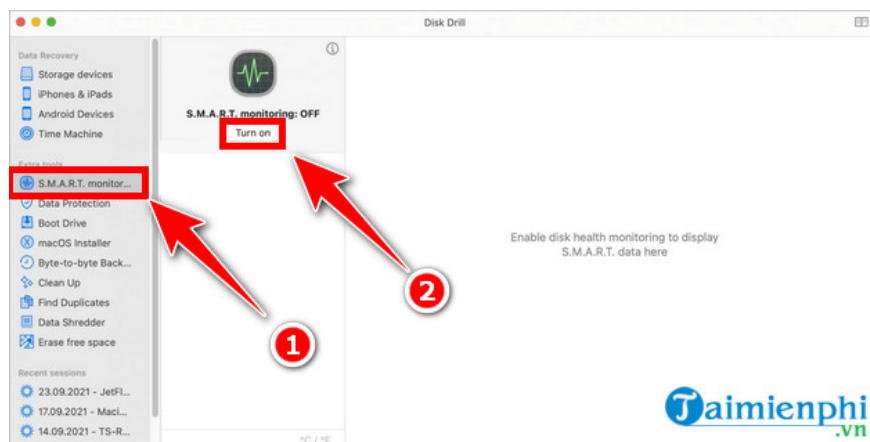 Disk Drill
Data Recovery
Storage devices
iPhones & iPads
Android Devices
Time Machine
Extra tools
S.M.A.R.T. monitor...
Data Protection
Boot Drive
macOS Installer
Byte-to-byte Back...
Clean Up
Find Duplicates
Data Shredder
Erase free space
Recent sessions
23.09.2021 - JetFl...
17.09.2021 - Maci...
14.09.2021 - TS-R...
S.M.A.R.T. monitoring: OFF
Turn on
°C / °F
Enable disk health monitoring to display
S.M.A.R.T. data here
1
2
Taimienphi
.vn